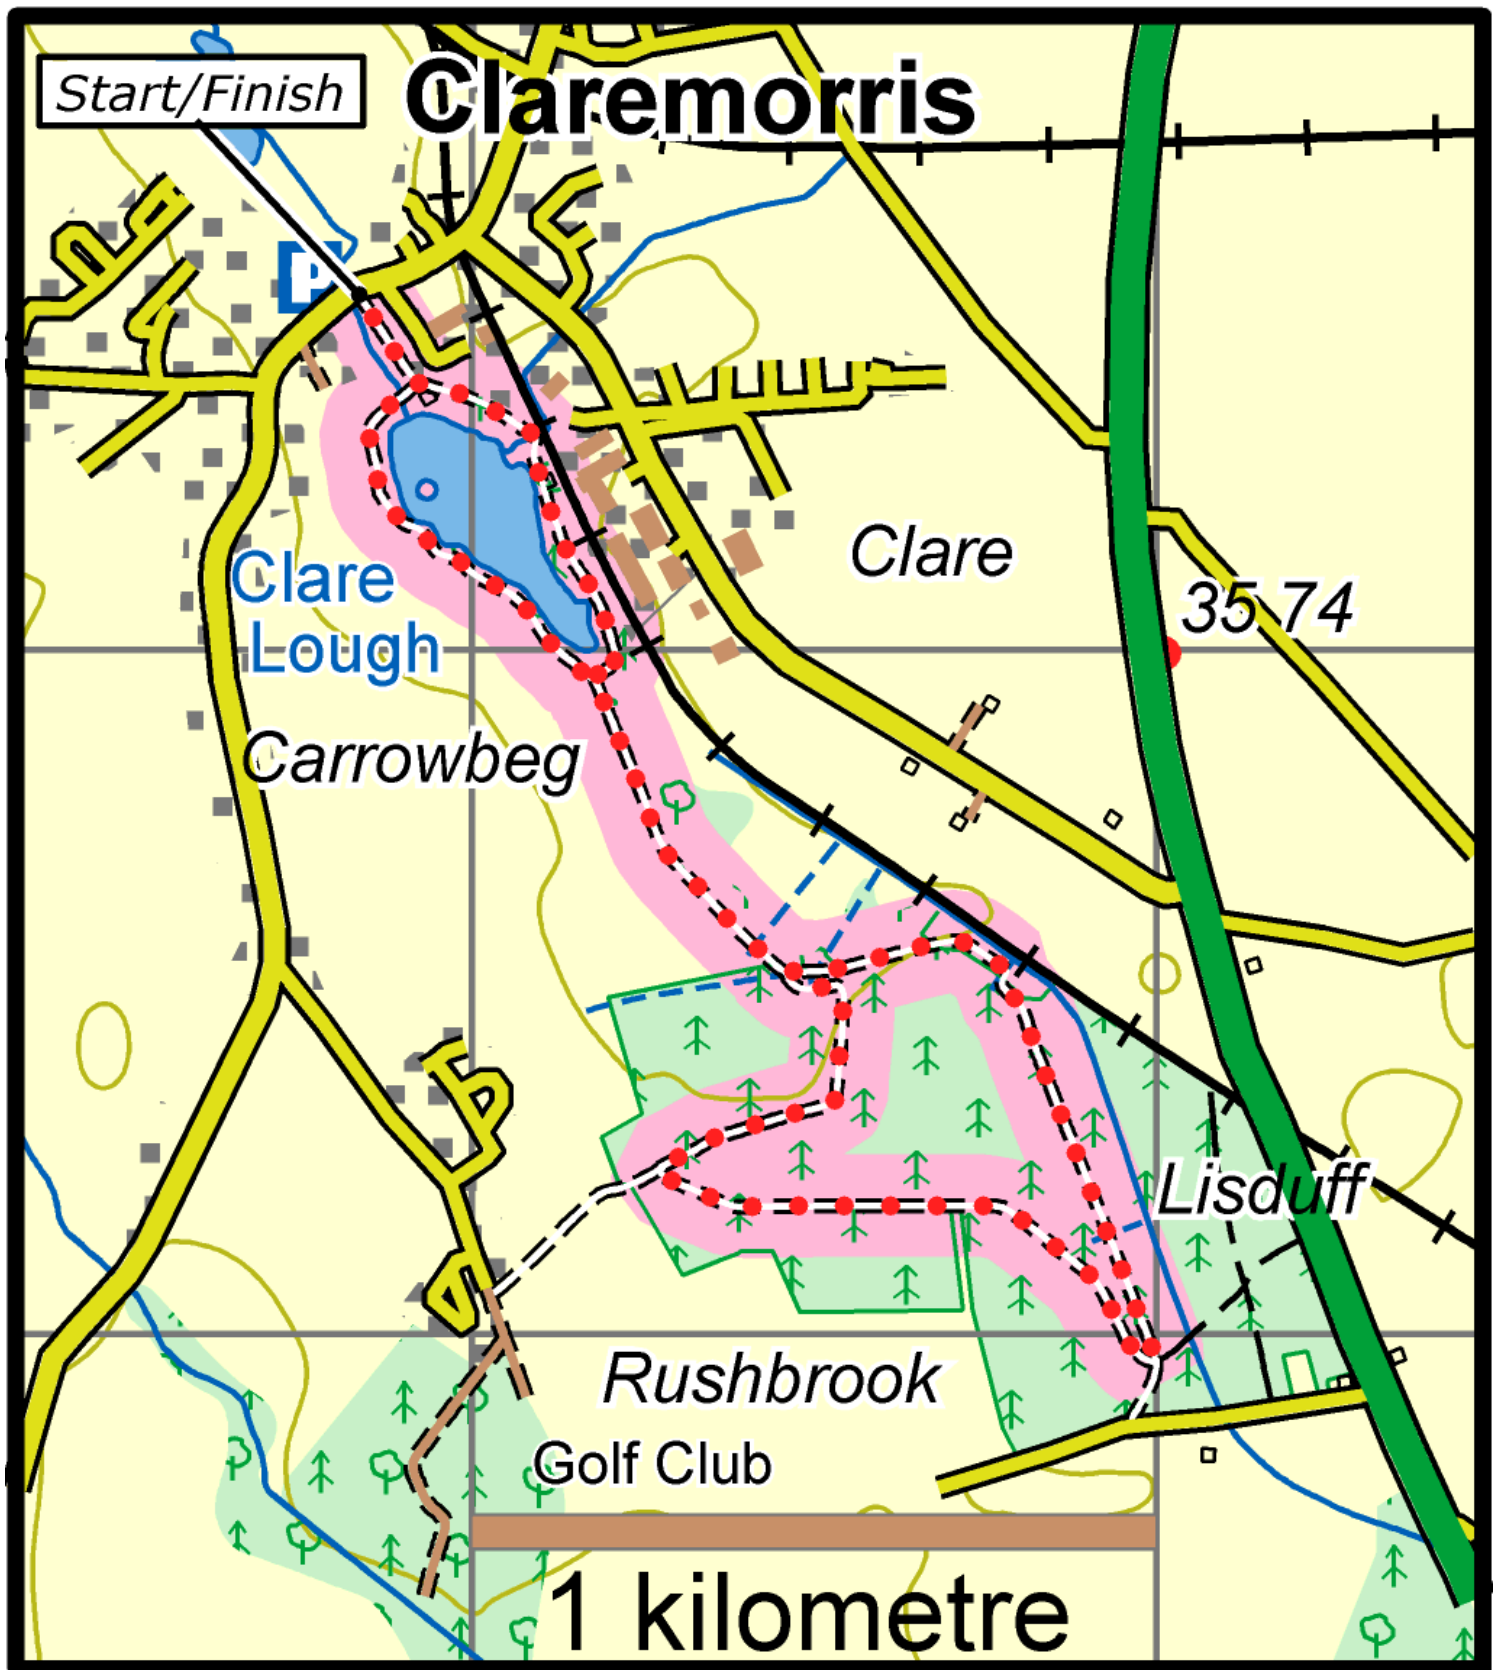 Start/Finish
Claremorris
P
Clare
35 74
Clare
Lough
Carrowbeg
Lisduff
Rushbrook
Golf Club
1 kilometre